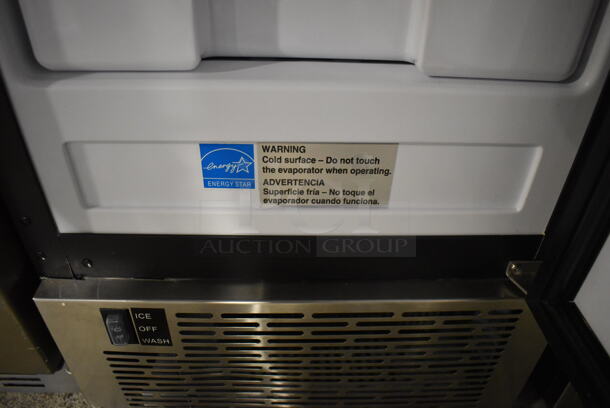 energy
ENERGY STAR
WARNING
Cold surface – Do not touch
the evaporator when operating.
ADVERTENCIA
Superficie fría – No toque el
evaporador cuando funciona.
AUCTION GROUP
ICE
OFF
WASH